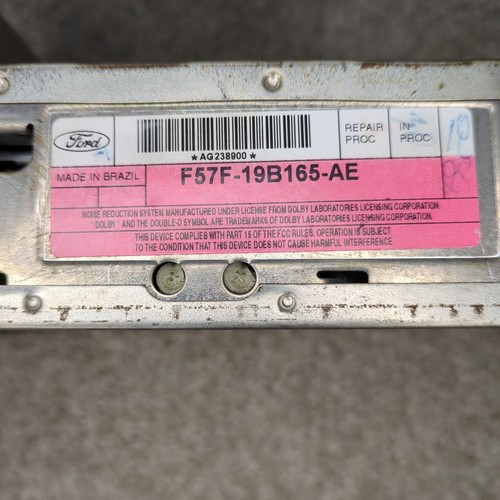 Ford
*AG238900*
REPAIR PROC
IN PROC
10
MADE IN BRAZIL
F57F-19B165-AE
NOISE REDUCTION SYSTEM MANUFACTURED UNDER LICENSE FROM DOLBY LABORATORIES LICENSING CORPORATION.
"DOLBY" AND THE DOUBLE-D SYMBOL ARE TRADEMARKS OF DOLBY LABORATORIES LICENSING CORPORATION.
THIS DEVICE COMPLIES WITH PART 15 OF THE FCC RULES. OPERATION IS SUBJECT
TO THE CONDITION THAT THIS DEVICE DOES NOT CAUSE HARMFUL INTERFERENCE.